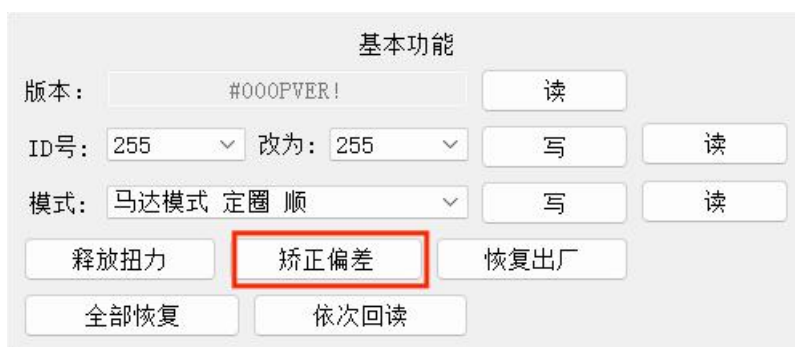 基本功能
版本： #000PVER! 读
ID号： 255 改为： 255 写 读
模式： 马达模式 定圈 顺 写 读
释放扭力 矫正偏差 恢复出厂
全部恢复 依次回读